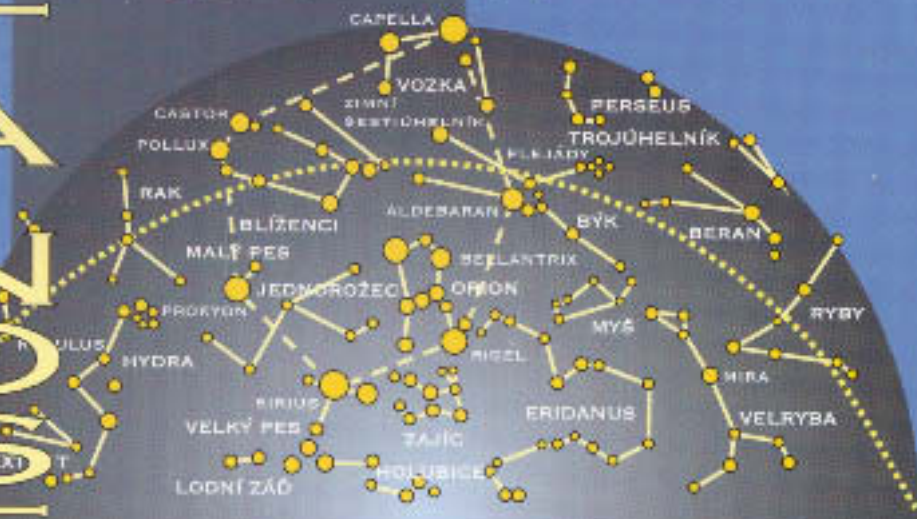 CAPELLA
VOZKA
ZIMNÍ
ŠESTIÚHELNÍK
PERSEUS
TROJÚHELNÍK
CASTOR
POLLUX
PLEJÁDY
RAK
ALDEBARAN
BÝK
BERAN
BLÍŽENCI
MALÝ PES
BELLANTRIX
JEDNOROŽEC
ORION
PROKYON
MYŠ
RYBY
HYDRA
RIGEL
MIRA
SIRIUS
ERIDANUS
VELRYBA
VELKÝ PES
ZAJÍC
HOLUBICE
LODNÍ ZÁĎ